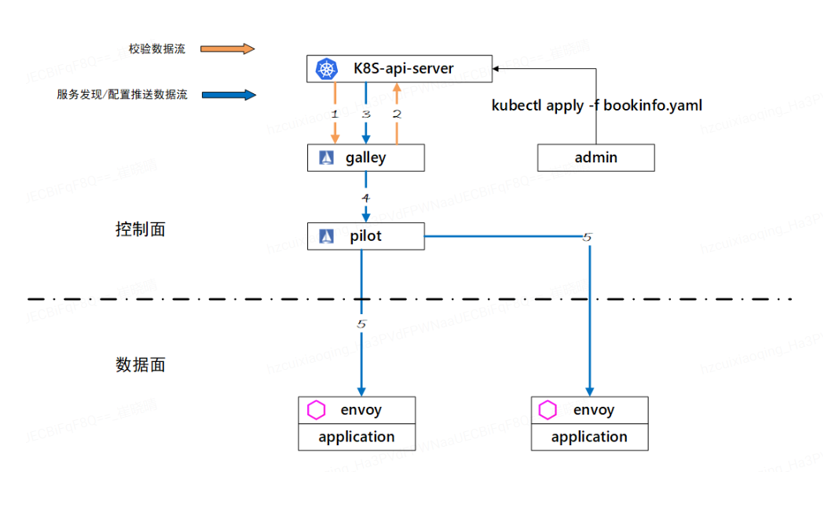 校验数据流
K8S-api-server
服务发现/配置推送数据流
kubectl apply -f bookinfo.yaml
1
3
2
galley
admin
4
控制面
pilot
5
5
数据面
envoy
envoy
application
application